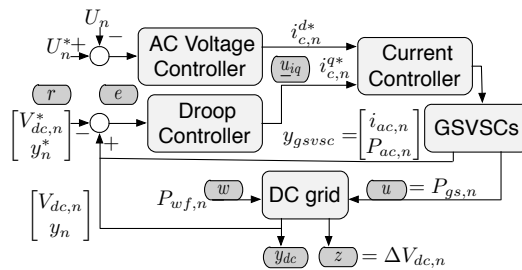 U_n
U_n^* + −
AC Voltage Controller
i_{c,n}^{d*}
Current Controller
r
e
u_{iq}
i_{c,n}^{q*}
[V_{dc,n}^* y_n^*]
− +
Droop Controller
y_{gsvsc} = [i_{ac,n} P_{ac,n}]
GSVSCs
[V_{dc,n} y_n]
P_{wf,n}
w
DC grid
u = P_{gs,n}
y_{dc}
z = ΔV_{dc,n}